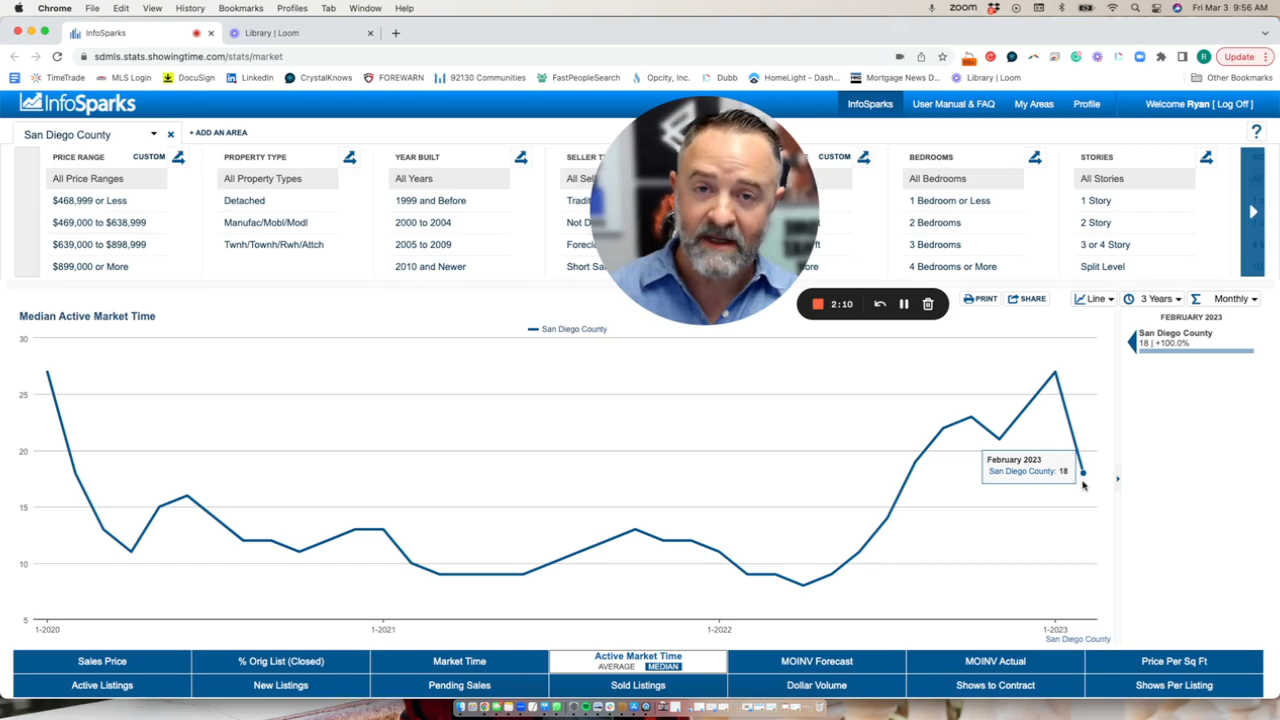 Chrome File Edit View History Bookmarks Profiles Tab Window Help
zoom Fri Mar 3 9:56 AM
InfoSparks
Library | Loom
sdmls.stats.showingtime.com/stats/market
Update
TimeTrade MLS Login DocuSign LinkedIn CrystalKnows FOREWARN 92130 Communities FastPeopleSearch Opcity, Inc. Dubb HomeLight - Dash... Mortgage News D... Library | Loom Other Bookmarks
InfoSparks
InfoSparks User Manual & FAQ My Areas Profile Welcome Ryan [ Log Off ]
San Diego County
+ ADD AN AREA
?
PRICE RANGE CUSTOM
All Price Ranges
$468,999 or Less
$469,000 to $638,999
$639,000 to $898,999
$899,000 or More
PROPERTY TYPE
All Property Types
Detached
Manufac/Mobl/Modl
Twnh/Townh/Rwh/Attch
YEAR BUILT
All Years
1999 and Before
2000 to 2004
2005 to 2009
2010 and Newer
SELLER T
All Sell
Tradit
Not D
Forecl
Short Sa
CUSTOM
BEDROOMS
All Bedrooms
1 Bedroom or Less
2 Bedrooms
3 Bedrooms
4 Bedrooms or More
STORIES
All Stories
1 Story
2 Story
3 or 4 Story
Split Level
2:10
PRINT SHARE Line 3 Years Monthly
Median Active Market Time
San Diego County
FEBRUARY 2023
San Diego County
18 | +100.0%
30
25
20
15
10
5
February 2023
San Diego County: 18
1-2020 1-2021 1-2022 1-2023
San Diego County
Sales Price % Orig List (Closed) Market Time Active Market Time MOINV Forecast MOINV Actual Price Per Sq Ft
AVERAGE MEDIAN
Active Listings New Listings Pending Sales Sold Listings Dollar Volume Shows to Contract Shows Per Listing